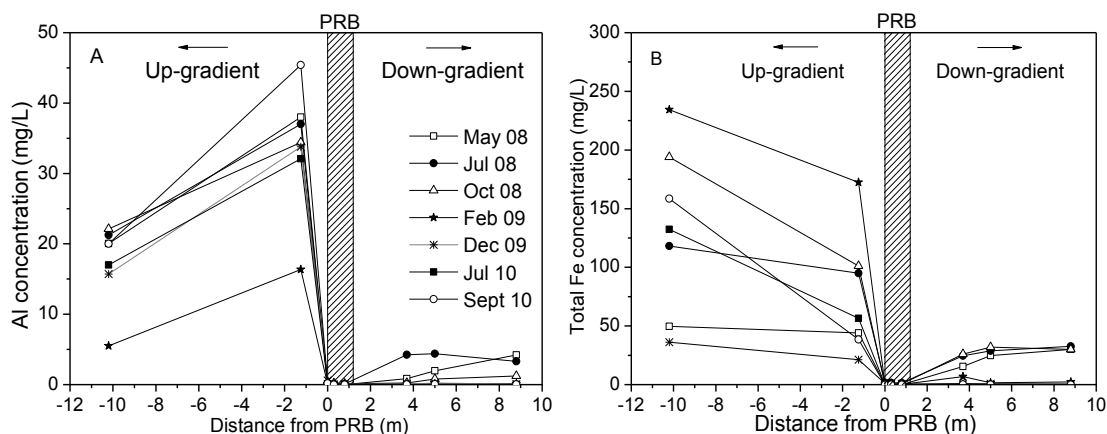 PRB
A
Up-gradient
Down-gradient
50
40
30
20
10
0
Al concentration (mg/L)
May 08
Jul 08
Oct 08
Feb 09
Dec 09
Jul 10
Sept 10
-12 -10 -8 -6 -4 -2 0 2 4 6 8 10
Distance from PRB (m)
PRB
B
Up-gradient
Down-gradient
300
250
200
150
100
50
0
Total Fe concentration (mg/L)
-12 -10 -8 -6 -4 -2 0 2 4 6 8 10
Distance from PRB (m)